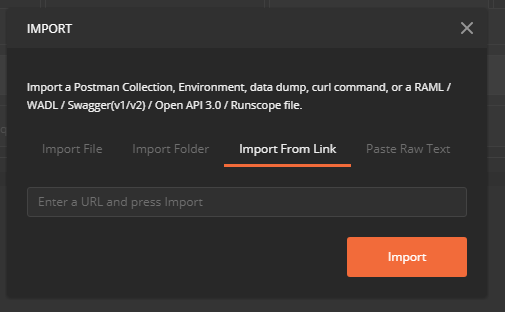 IMPORT
Import a Postman Collection, Environment, data dump, curl command, or a RAML /
WADL / Swagger(v1/v2) / Open API 3.0 / Runscope file.
Import File Import Folder Import From Link Paste Raw Text
Enter a URL and press Import
Import